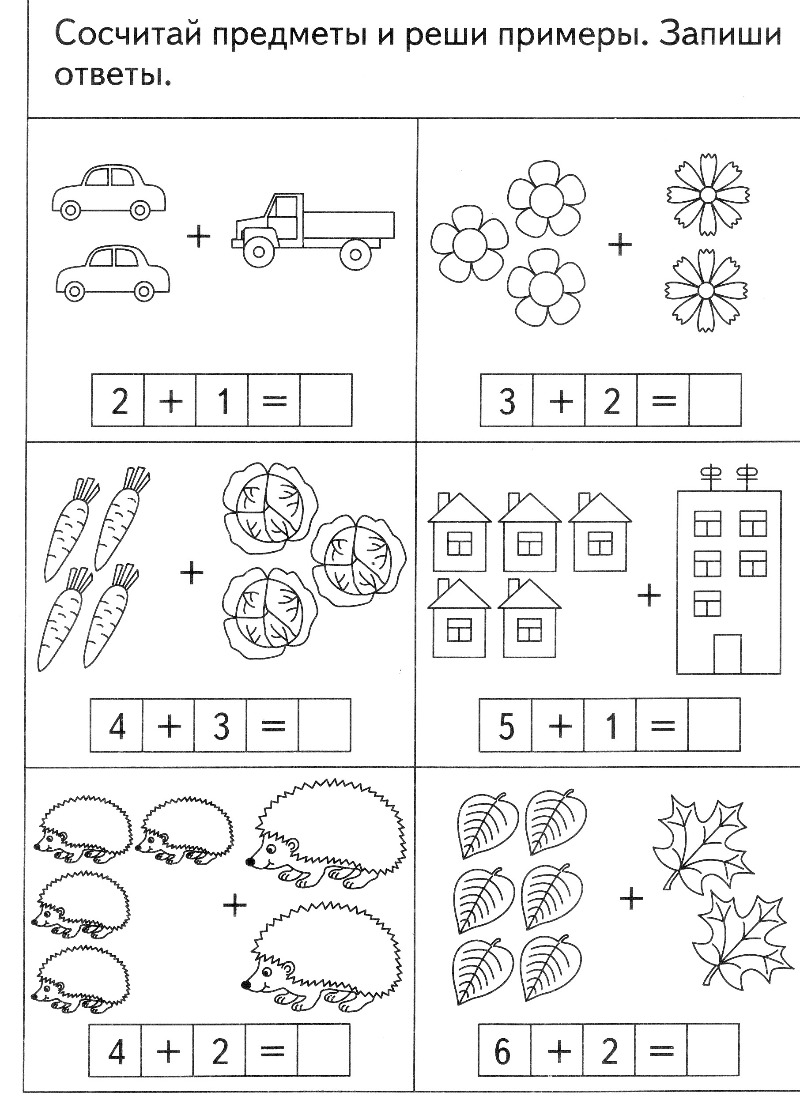 Сосчитай предметы и реши примеры. Запиши
ответы.
+
+
2 + 1 =
3 + 2 =
+
+
4 + 3 =
5 + 1 =
+
+
4 + 2 =
6 + 2 =